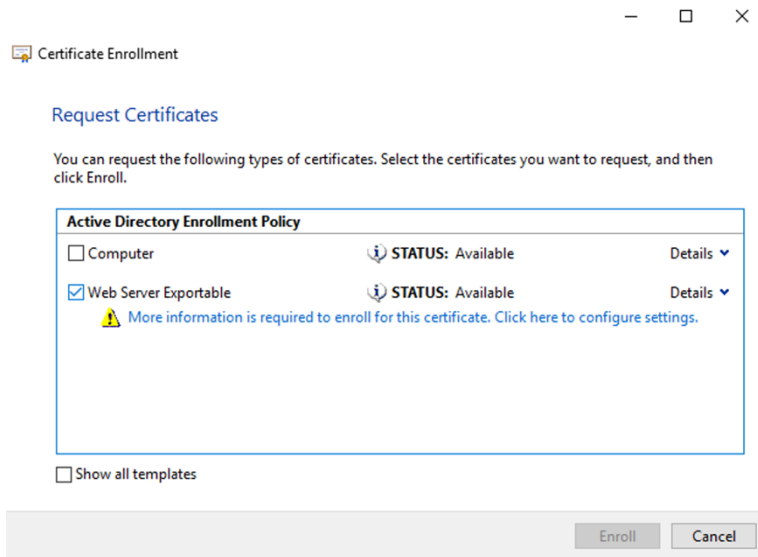 Certificate Enrollment
Request Certificates
You can request the following types of certificates. Select the certificates you want to request, and then
click Enroll.
Active Directory Enrollment Policy
Computer STATUS: Available Details
Web Server Exportable STATUS: Available Details
More information is required to enroll for this certificate. Click here to configure settings.
Show all templates
Enroll Cancel